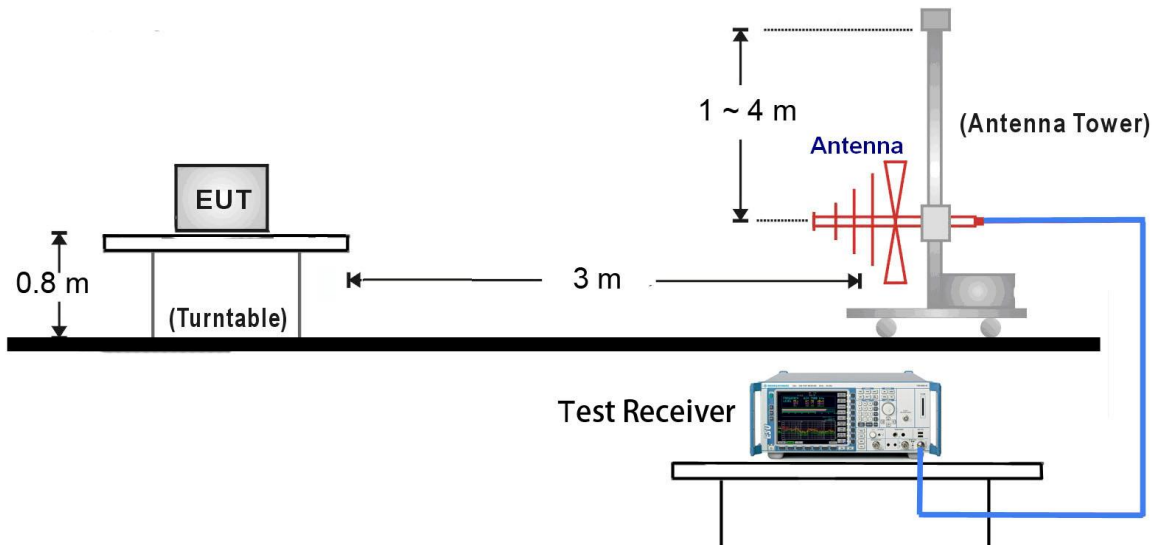 1 ~ 4 m
(Antenna Tower)
Antenna
EUT
0.8 m
3 m
(Turntable)
Test Receiver